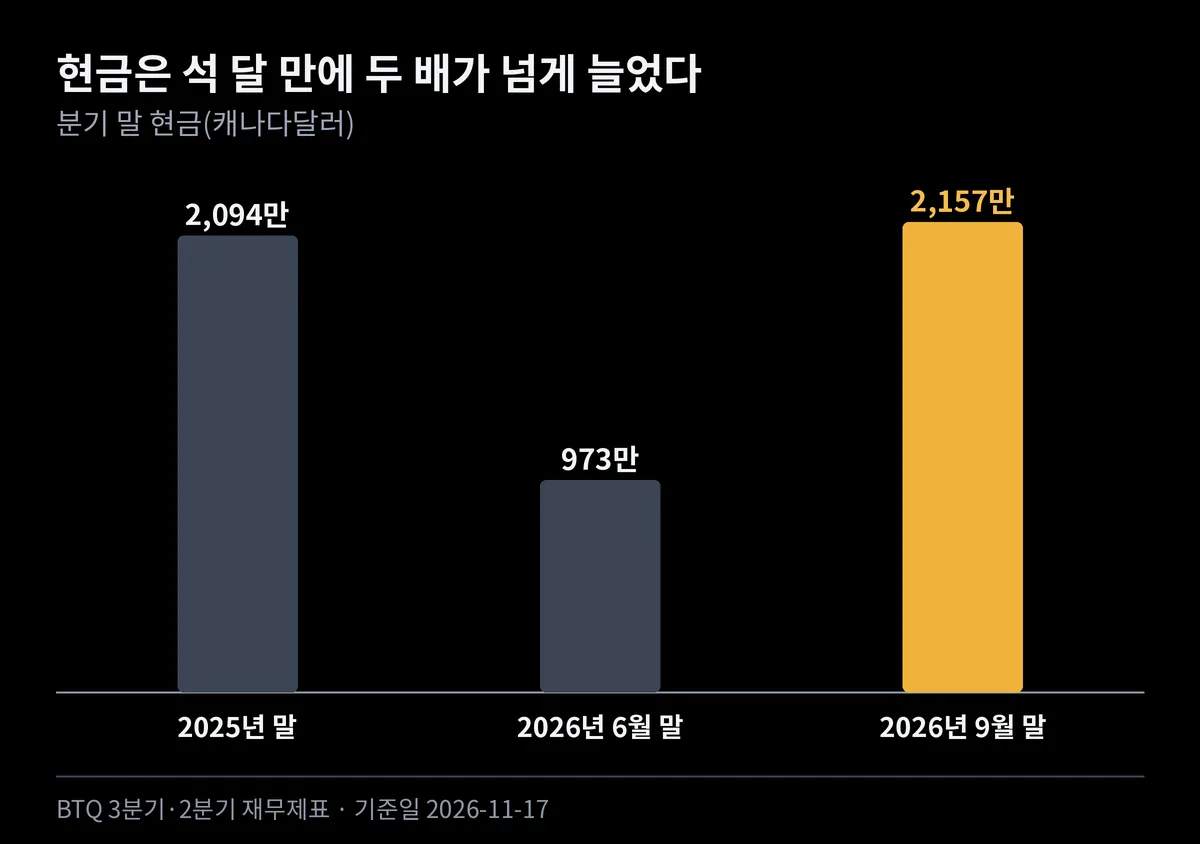 현금은 석 달 만에 두 배가 넘게 늘었다
분기 말 현금(캐나다달러)
2,094만
973만
2,157만
2025년 말
2026년 6월 말
2026년 9월 말
BTQ 3분기·2분기 재무제표 · 기준일 2026-11-17